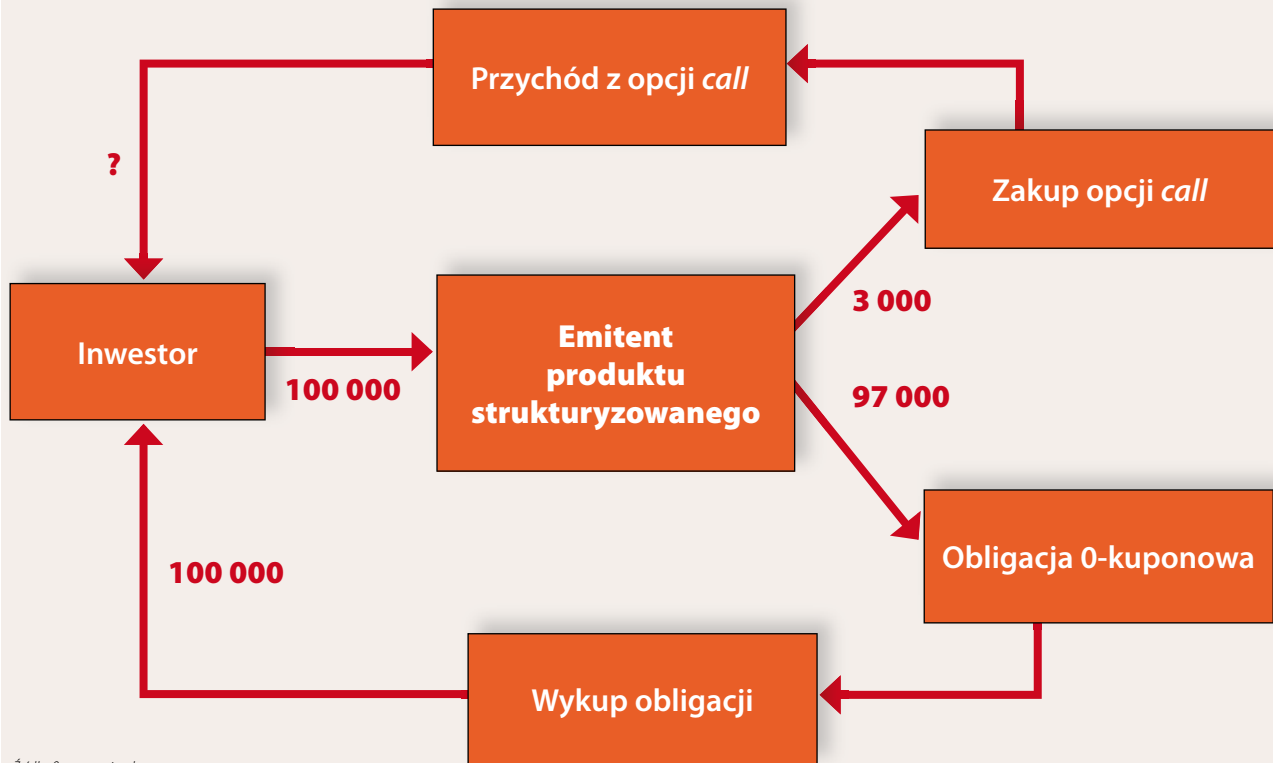 Przychód z opcji call
?
Zakup opcji call
3 000
Inwestor
100 000
Emitent
produktu
strukturyzowanego
97 000
100 000
Obligacja 0-kuponowa
Wykup obligacji